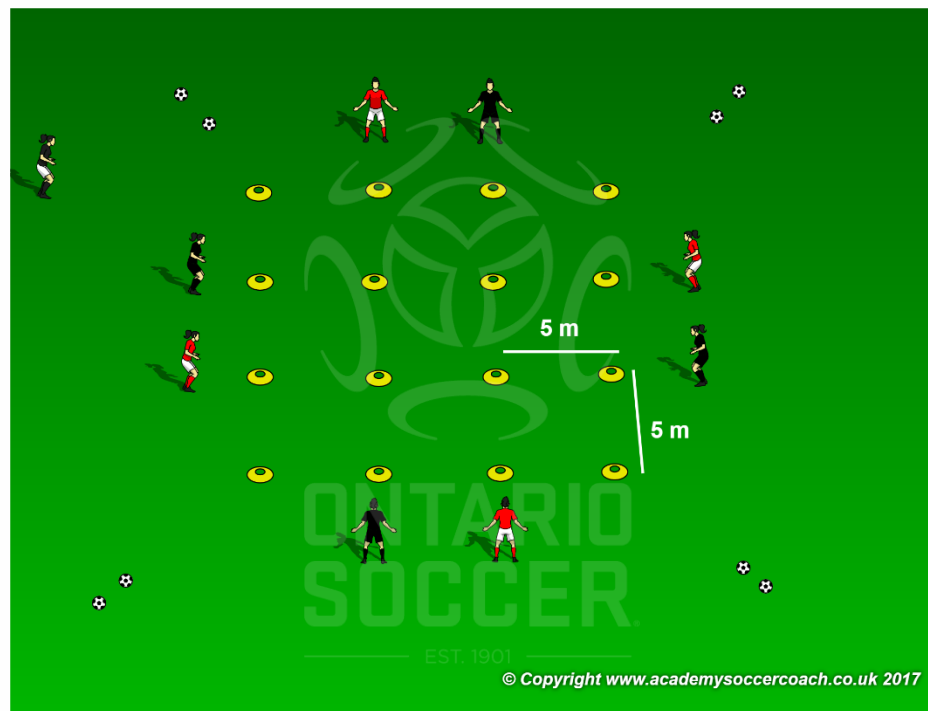 5 m
5 m
ONTARIO
SOCCER.
EST. 1901
© Copyright www.academysoccercoach.co.uk 2017